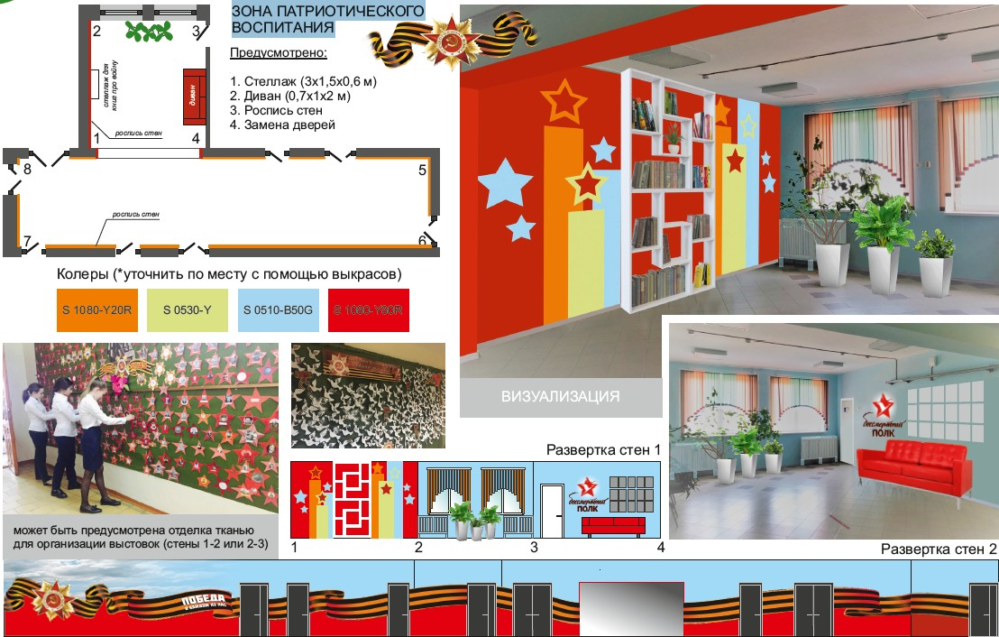 ЗОНА ПАТРИОТИЧЕСКОГО
ВОСПИТАНИЯ
Предусмотрено:
1. Стеллаж (3х1,5х0,6 м)
2. Диван (0,7х1х2 м)
3. Роспись стен
4. Замена дверей
2
3
стеллаж для
книг про войну
диван
роспись стен
1
4
8
5
роспись стен
7
6
Колеры (*уточнить по месту с помощью выкрасов)
S 1080-Y20R
S 0530-Y
S 0510-B50G
S 1080-Y80R
ВИЗУАЛИЗАЦИЯ
бессмертный
ПОЛК
может быть предусмотрена отделка тканью
для организации выставок (стены 1-2 или 2-3)
Развертка стен 1
бессмертный
ПОЛК
1
2
3
4
Развертка стен 2
ПОБЕДА
В КАЖДОМ ИЗ НАС